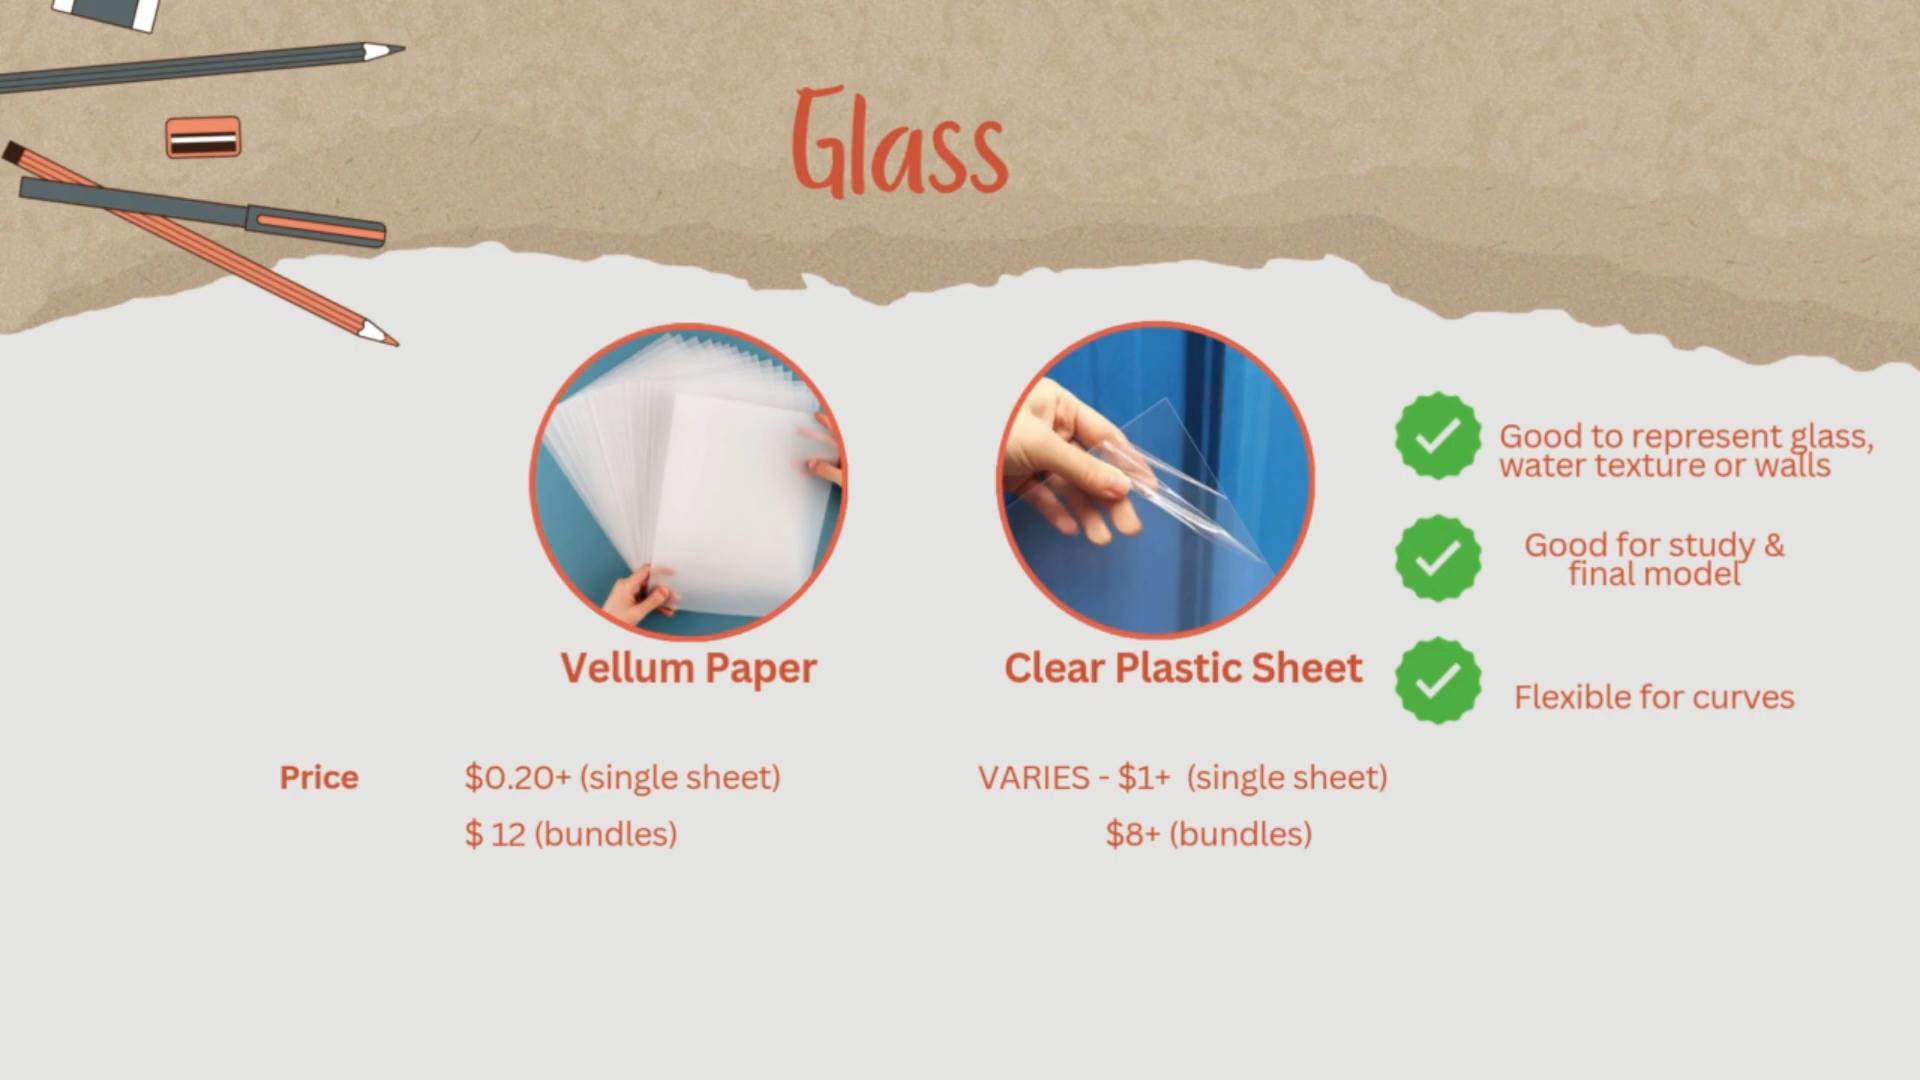 Glass
Good to represent glass,
water texture or walls
Good for study &
final model
Flexible for curves
Vellum Paper
Clear Plastic Sheet
Price
$0.20+ (single sheet)
VARIES - $1+ (single sheet)
$ 12 (bundles)
$8+ (bundles)